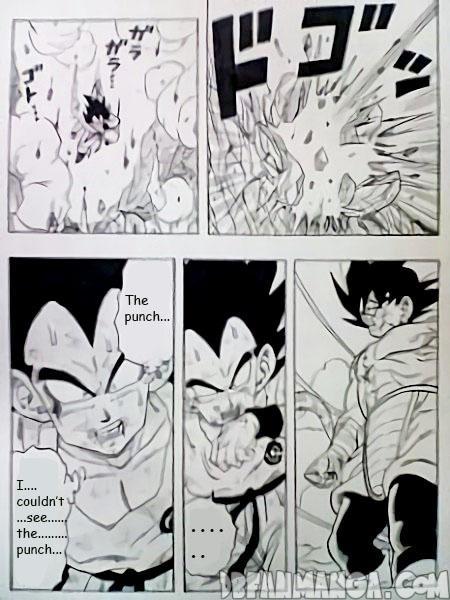 ドゴッ
ガラ
ガラ…
ゴト…
. . . .
. .
The
punch...
I....
couldn't
...see......
the.........
punch...
DBFANMANGA.COM